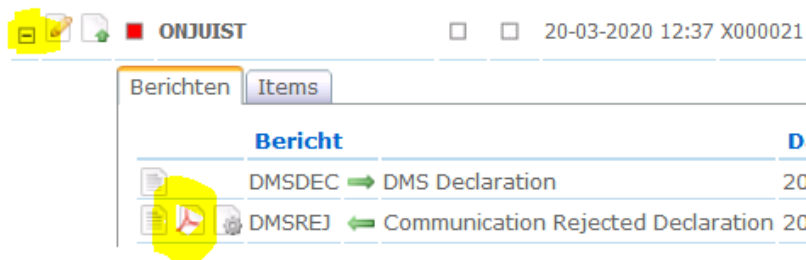 ONJUIST 20-03-2020 12:37 X000021
Berichten Items
Bericht
DMSDEC DMS Declaration 20
DMSREJ Communication Rejected Declaration 20